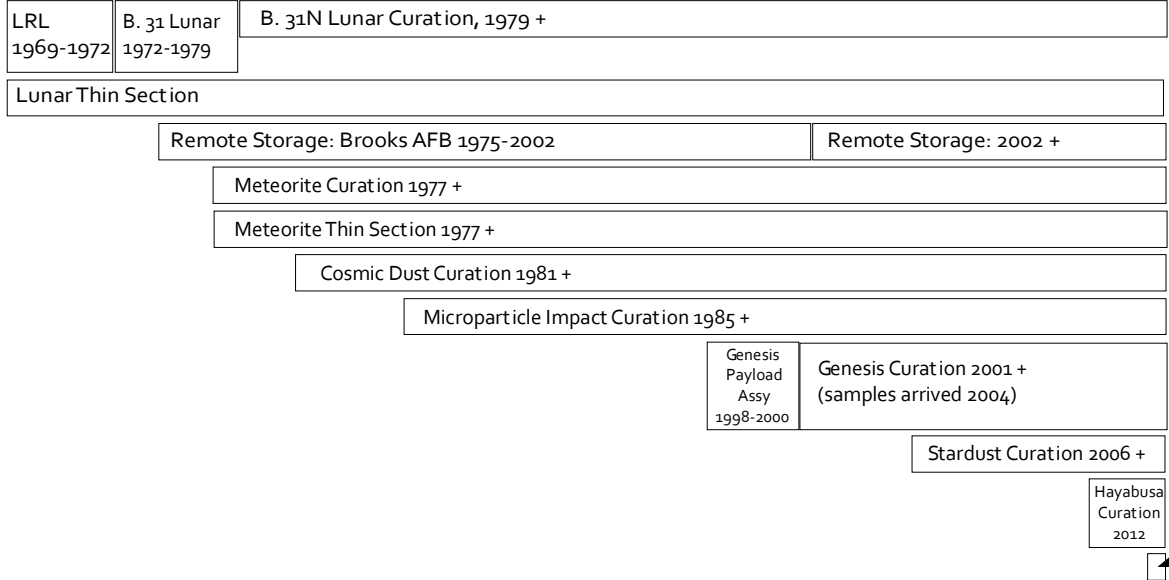 LRL
1969-1972
B. 31 Lunar
1972-1979
B. 31N Lunar Curation, 1979 +
Lunar Thin Section
Remote Storage: Brooks AFB 1975-2002
Remote Storage: 2002 +
Meteorite Curation 1977 +
Meteorite Thin Section 1977 +
Cosmic Dust Curation 1981 +
Microparticle Impact Curation 1985 +
Genesis
Payload
Assy
1998-2000
Genesis Curation 2001 +
(samples arrived 2004)
Stardust Curation 2006 +
Hayabusa
Curation
2012